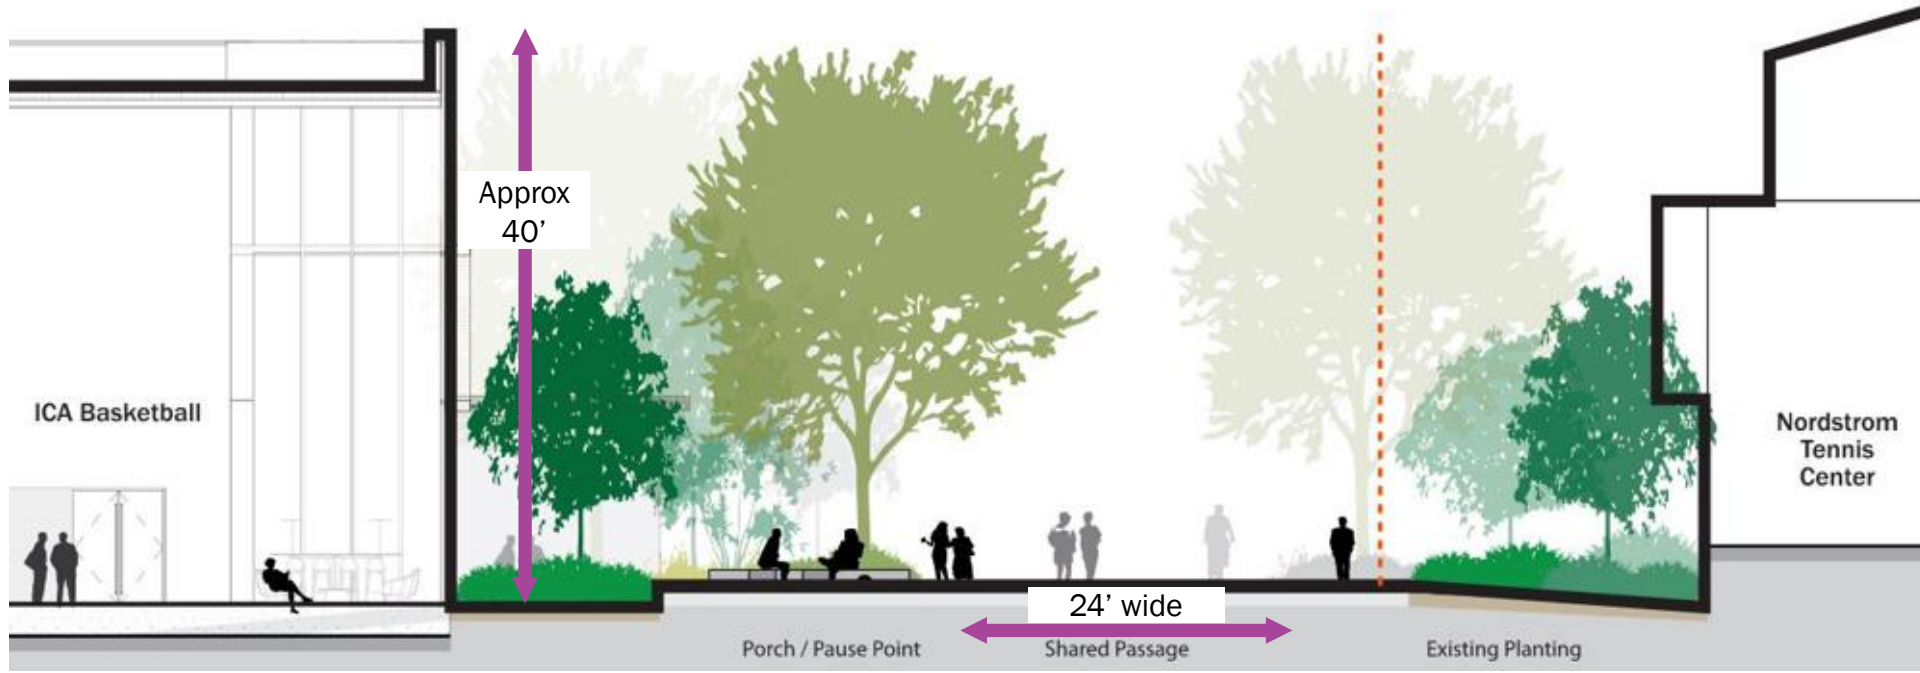 Approx
40’
ICA Basketball
Nordstrom
Tennis
Center
24’ wide
Porch / Pause Point
Shared Passage
Existing Planting